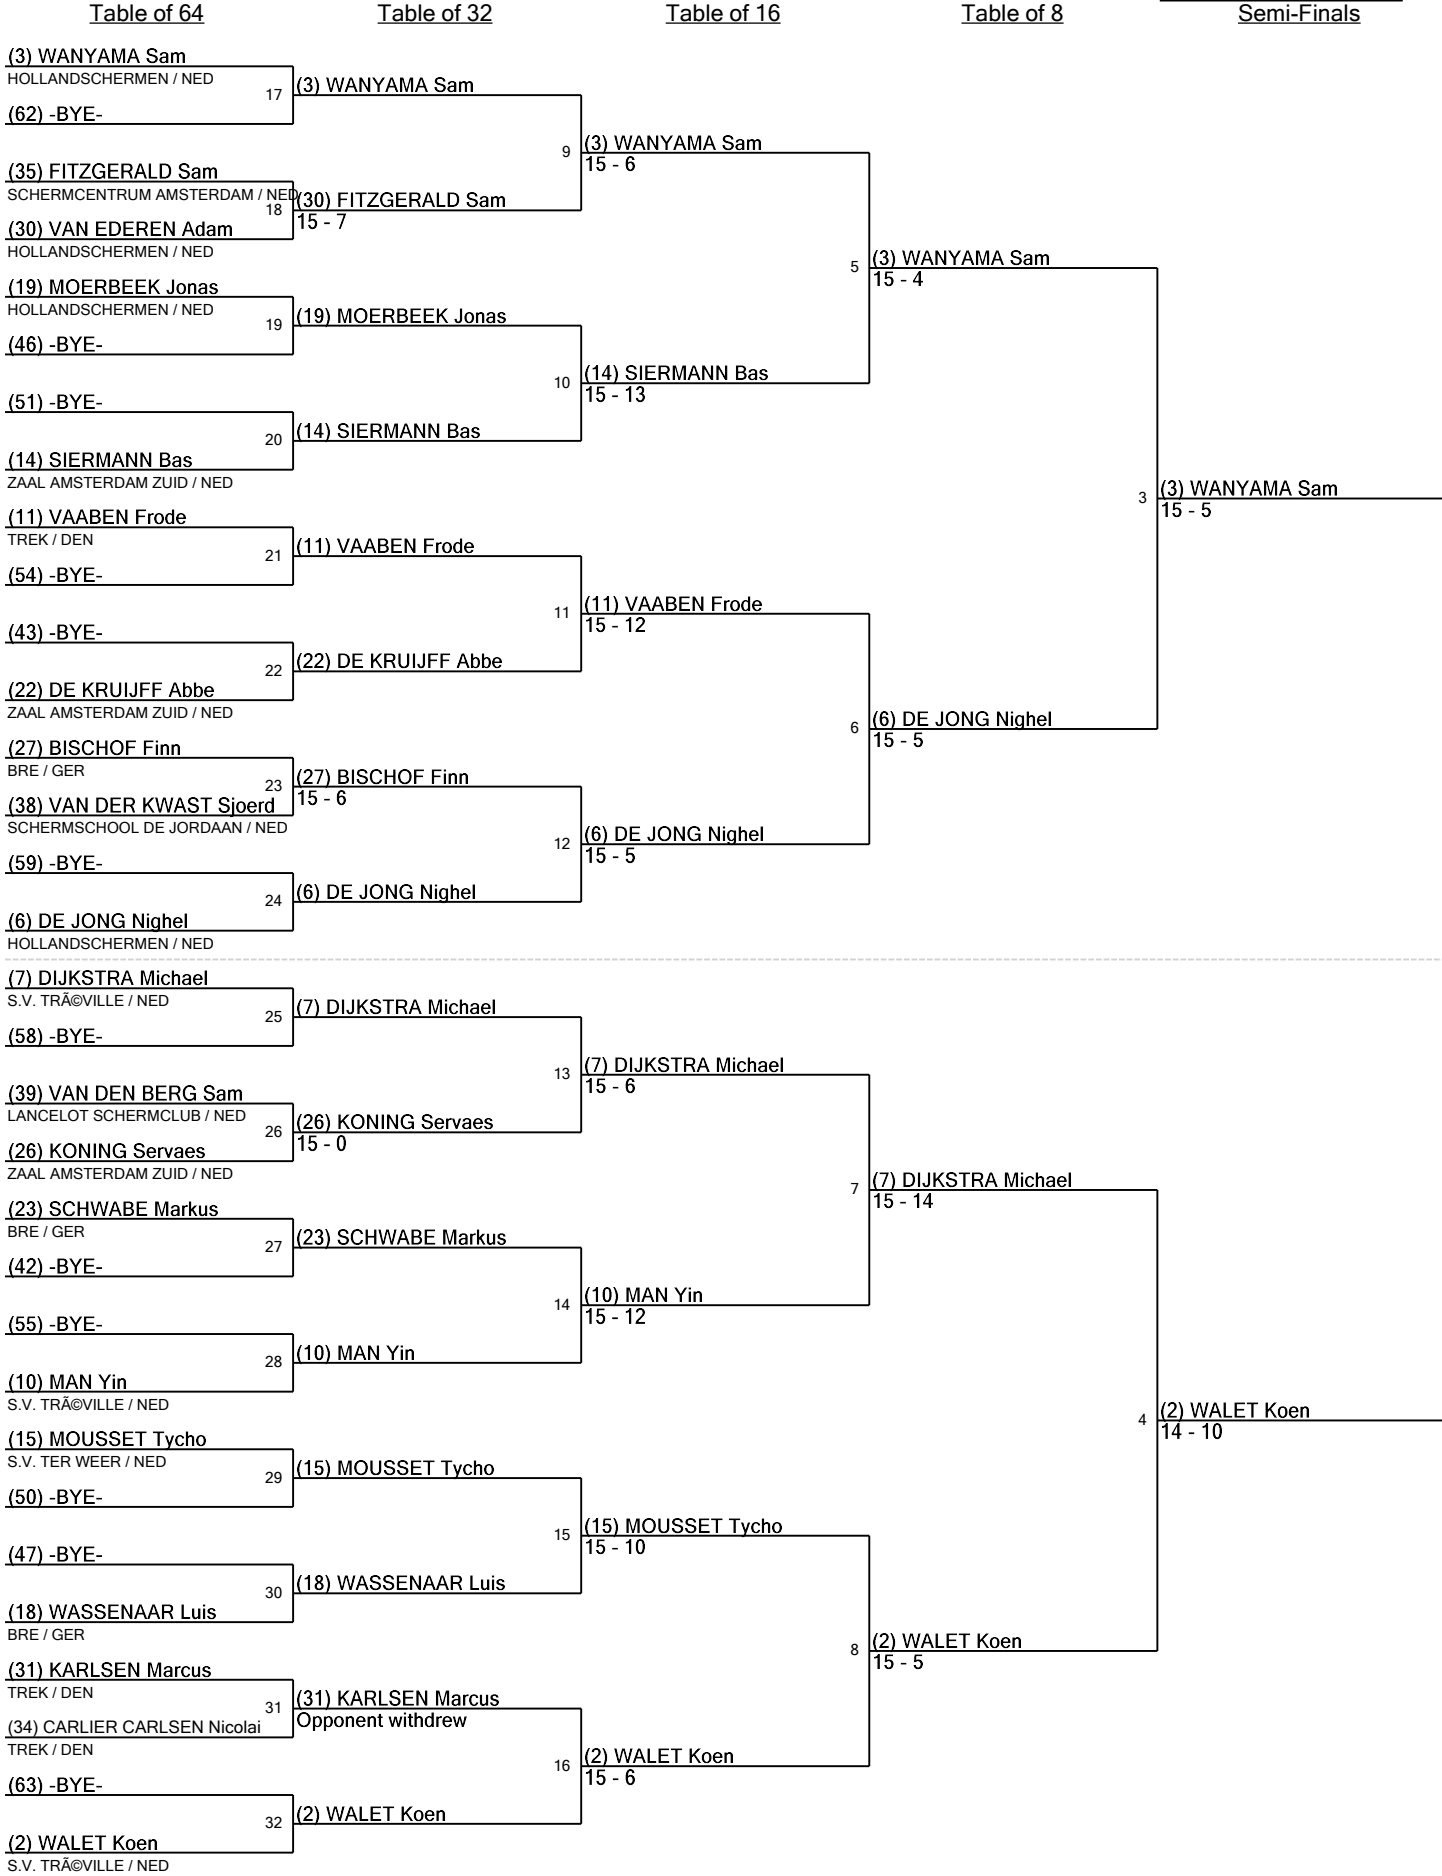 Table of 64
Table of 32
Table of 16
Table of 8
Semi-Finals
(3) WANYAMA Sam
HOLLANDSCHERMEN / NED
17
(62) -BYE-
(35) FITZGERALD Sam
SCHERMCENTRUM AMSTERDAM / NED
18
(30) VAN EDEREN Adam
HOLLANDSCHERMEN / NED
(19) MOERBEEK Jonas
HOLLANDSCHERMEN / NED
19
(46) -BYE-
(51) -BYE-
20
(14) SIERMANN Bas
ZAAL AMSTERDAM ZUID / NED
(11) VAABEN Frode
TREK / DEN
21
(54) -BYE-
(43) -BYE-
22
(22) DE KRUIJFF Abbe
ZAAL AMSTERDAM ZUID / NED
(27) BISCHOF Finn
BRE / GER
23
(38) VAN DER KWAST Sjoerd
SCHERMSCHOOL DE JORDAAN / NED
(59) -BYE-
24
(6) DE JONG Nighel
HOLLANDSCHERMEN / NED
(7) DIJKSTRA Michael
S.V. TRÃ©VILLE / NED
25
(58) -BYE-
(39) VAN DEN BERG Sam
LANCELOT SCHERMCLUB / NED
26
(26) KONING Servaes
ZAAL AMSTERDAM ZUID / NED
(23) SCHWABE Markus
BRE / GER
27
(42) -BYE-
(55) -BYE-
28
(10) MAN Yin
S.V. TRÃ©VILLE / NED
(15) MOUSSET Tycho
S.V. TER WEER / NED
29
(50) -BYE-
(47) -BYE-
30
(18) WASSENAAR Luis
BRE / GER
(31) KARLSEN Marcus
TREK / DEN
31
(34) CARLIER CARLSEN Nicolai
TREK / DEN
(63) -BYE-
32
(2) WALET Koen
S.V. TRÃ©VILLE / NED
(3) WANYAMA Sam
9
(30) FITZGERALD Sam
15 - 7
(19) MOERBEEK Jonas
10
(14) SIERMANN Bas
(11) VAABEN Frode
11
(22) DE KRUIJFF Abbe
(27) BISCHOF Finn
15 - 6
12
(6) DE JONG Nighel
(7) DIJKSTRA Michael
13
(26) KONING Servaes
15 - 0
(23) SCHWABE Markus
14
(10) MAN Yin
(15) MOUSSET Tycho
15
(18) WASSENAAR Luis
(31) KARLSEN Marcus
Opponent withdrew
16
(2) WALET Koen
(3) WANYAMA Sam
15 - 6
5
(14) SIERMANN Bas
15 - 13
(11) VAABEN Frode
15 - 12
6
(6) DE JONG Nighel
15 - 5
(7) DIJKSTRA Michael
15 - 6
7
(10) MAN Yin
15 - 12
(15) MOUSSET Tycho
15 - 10
8
(2) WALET Koen
15 - 6
(3) WANYAMA Sam
15 - 4
3
(6) DE JONG Nighel
15 - 5
(7) DIJKSTRA Michael
15 - 14
4
(2) WALET Koen
15 - 5
(3) WANYAMA Sam
15 - 5
(2) WALET Koen
14 - 10